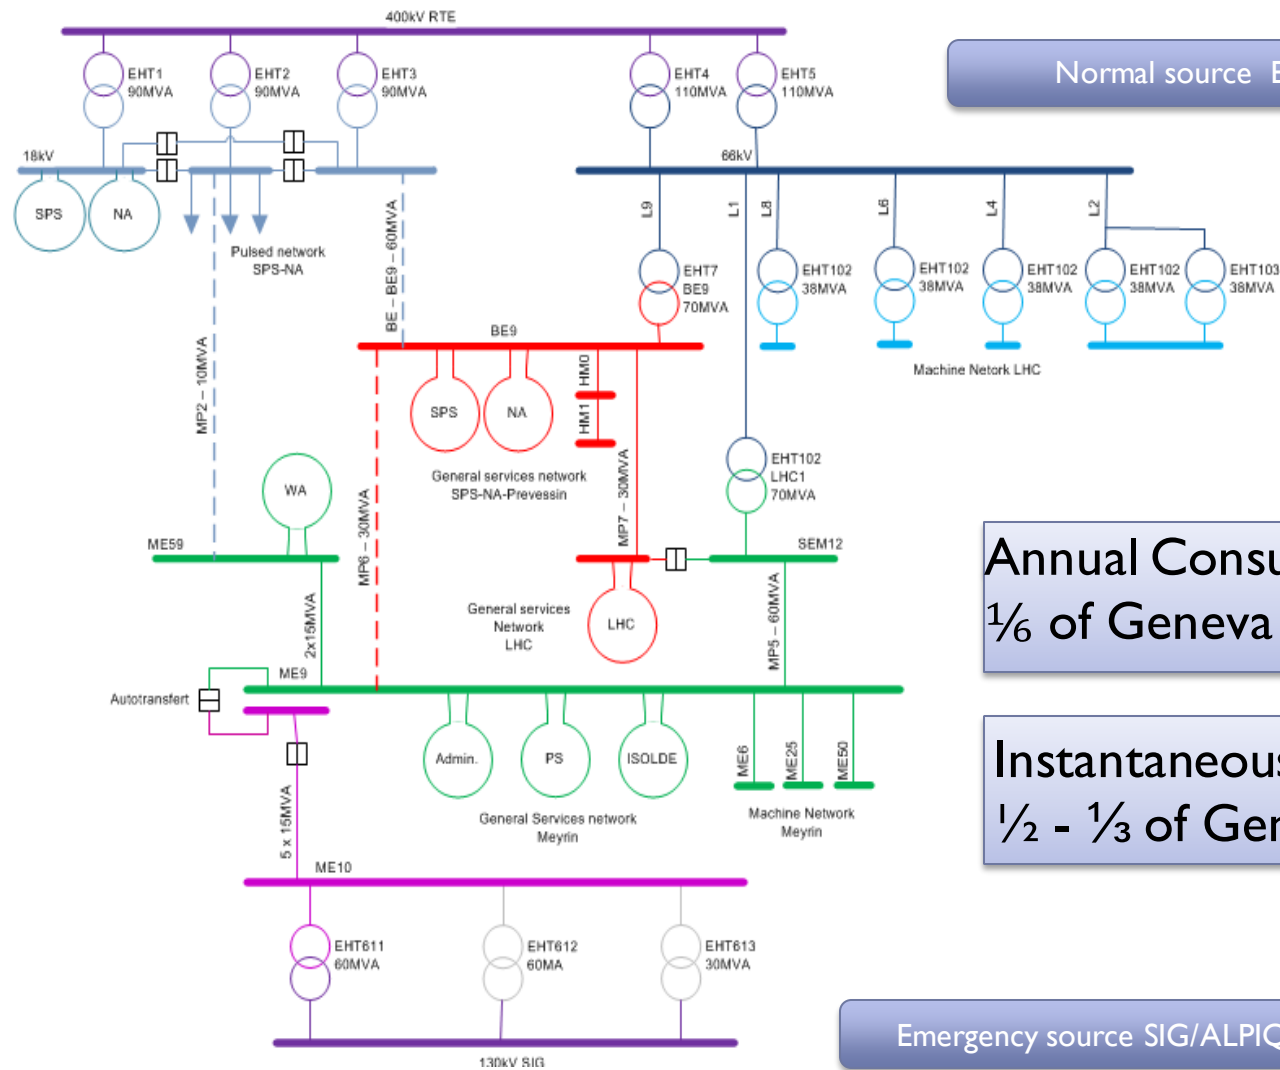 400kV RTE
EHT1
90MVA
EHT2
90MVA
EHT3
90MVA
EHT4
110MVA
EHT5
110MVA
Normal source
18kV
66kV
SPS
NA
Pulsed network
SPS-NA
MP2 – 10MVA
BE – BE9 – 60MVA
L9
L1
L8
L6
L4
L2
EHT7
BE9
70MVA
EHT102
38MVA
EHT102
38MVA
EHT102
38MVA
EHT102
38MVA
EHT103
38MVA
Machine Netork LHC
BE9
SPS
NA
HM0
HM1
General services network
SPS-NA-Prevessin
MP6 – 30MVA
MP7 – 30MVA
EHT102
LHC1
70MVA
WA
ME59
SEM12
General services
Network
LHC
LHC
MP5 – 60MVA
2x15MVA
Annual Consu
⅙ of Geneva
ME9
Autotransfert
Admin.
PS
ISOLDE
ME6
ME25
ME50
General Services network
Meyrin
Machine Network
Meyrin
Instantaneous
½ - ⅓ of Ger
5 x 15MVA
ME10
EHT611
60MVA
EHT612
60MA
EHT613
30MVA
Emergency source SIG/ALPIQ
130kV SIG